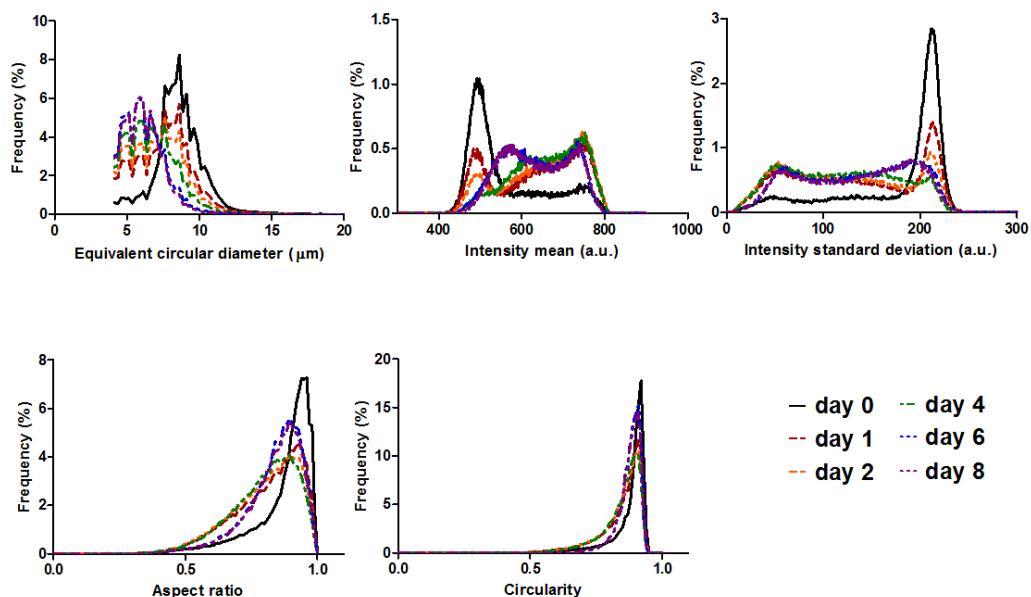 10
8
6
4
2
0
Frequency (%)
0
5
10
15
20
Equivalent circular diameter (μm)
1.5
1.0
0.5
0.0
Frequency (%)
400
600
800
1000
Intensity mean (a.u.)
3
2
1
0
Frequency (%)
0
100
200
300
Intensity standard deviation (a.u.)
8
6
4
2
0
Frequency (%)
0.0
0.5
1.0
Aspect ratio
20
15
10
5
0
Frequency (%)
0.0
0.5
1.0
Circularity
day 0
day 1
day 2
day 4
day 6
day 8